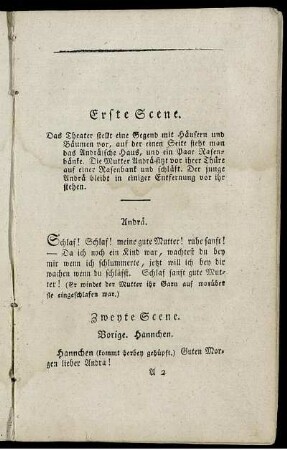 Erste Scene.
Das Theater stellt eine Gegend mit Häusern und
Bäumen vor, auf der einen Seite sieht man
das Andräische Haus, und ein Paar Rasen-
bänke. Die Mutter Andrä sitzt vor ihrer Thüre
auf einer Rasenbank und schläft. Der junge
Andrä bleibt in einiger Entfernung vor ihr
stehen.
Andrä.
Schlaf! Schlaf! meine gute Mutter! ruhe sanft!
— Da ich noch ein Kind war, wachtest du bey
mir wenn ich schlummerte, jetzt will ich bey dir
wachen wenn du schläfst. Schlaf sanft gute Mut-
ter! (Er windet der Mutter ihr Garn auf worüber
sie eingeschlafen war.)
Zweyte Scene.
Vorige. Hannchen.
Hannchen (kommt herbey gehüpft.) Guten Mor-
gen lieber Andrä!
A 2